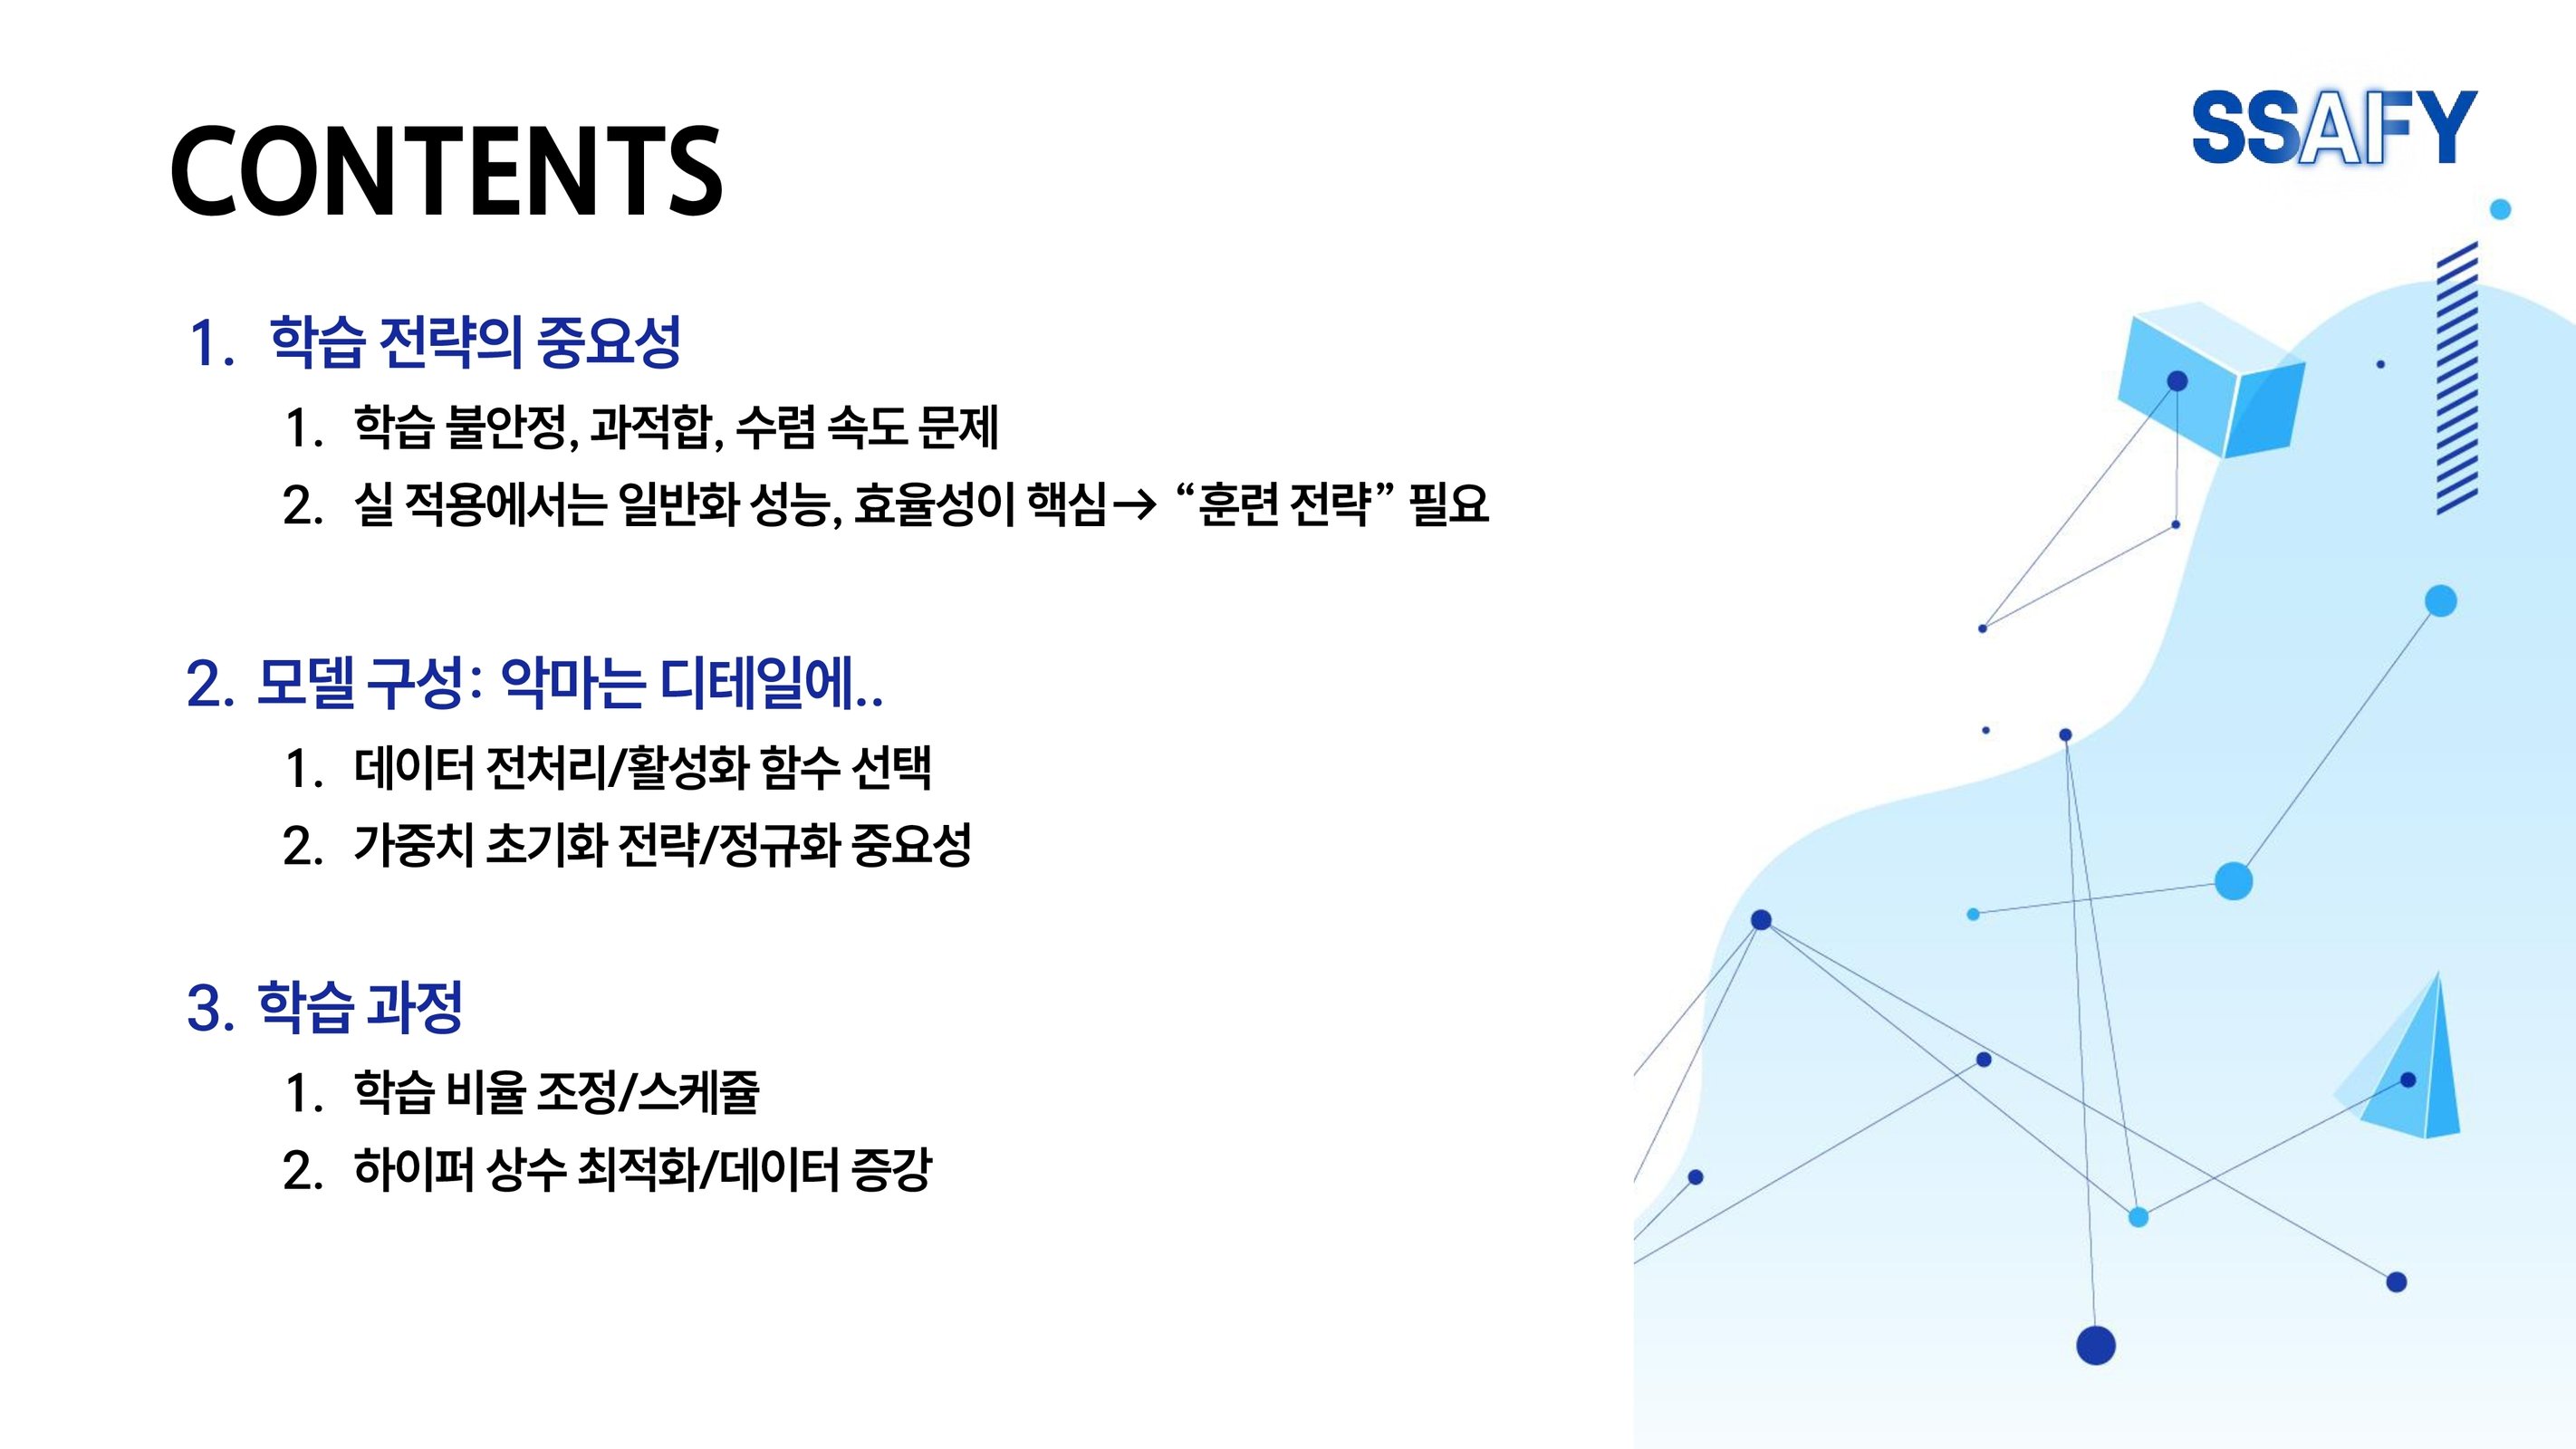 SSAFY
CONTENTS
1. 학습 전략의 중요성
1. 학습 불안정, 과적합, 수렴 속도 문제
2. 실 적용에서는 일반화 성능, 효율성이 핵심→ “훈련 전략” 필요
2. 모델 구성: 악마는 디테일에..
1. 데이터 전처리/활성화 함수 선택
2. 가중치 초기화 전략/정규화 중요성
3. 학습 과정
1. 학습 비율 조정/스케쥴
2. 하이퍼 상수 최적화/데이터 증강